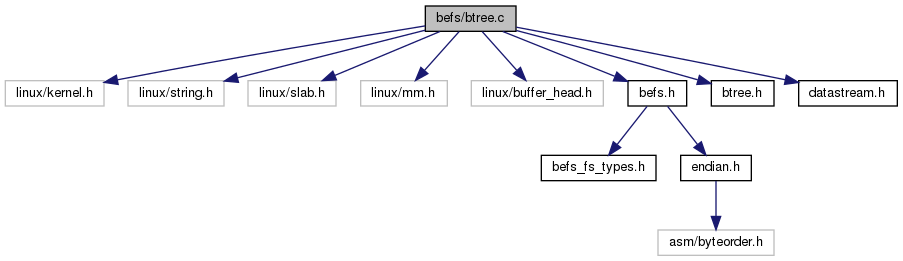 befs/btree.c
linux/kernel.h
linux/string.h
linux/slab.h
linux/mm.h
linux/buffer_head.h
befs.h
btree.h
datastream.h
befs_fs_types.h
endian.h
asm/byteorder.h